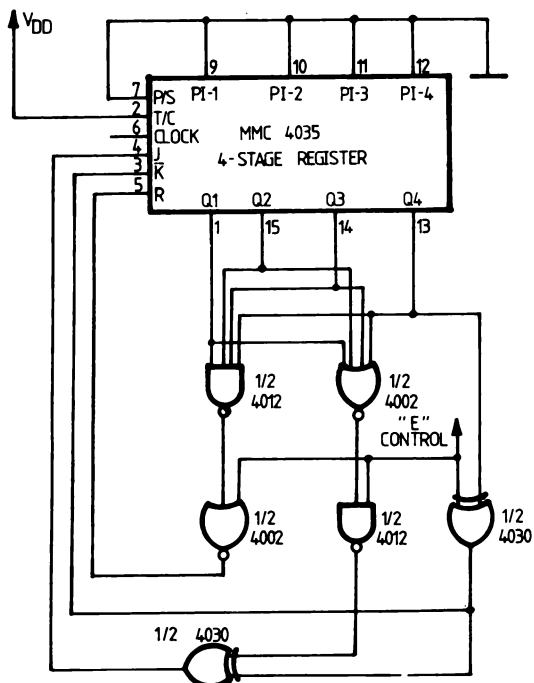 VDD
9 10 11 12
7 P/S PI-1 PI-2 PI-3 PI-4
2 T/C
6 CLOCK MMC 4035
4 J 4-STAGE REGISTER
3 K̅
5 R
Q1 Q2 Q3 Q4
1 15 14 13
1/2 4012
1/2 4002
"E" CONTROL
1/2 4002
1/2 4012
1/2 4030
1/2 4030